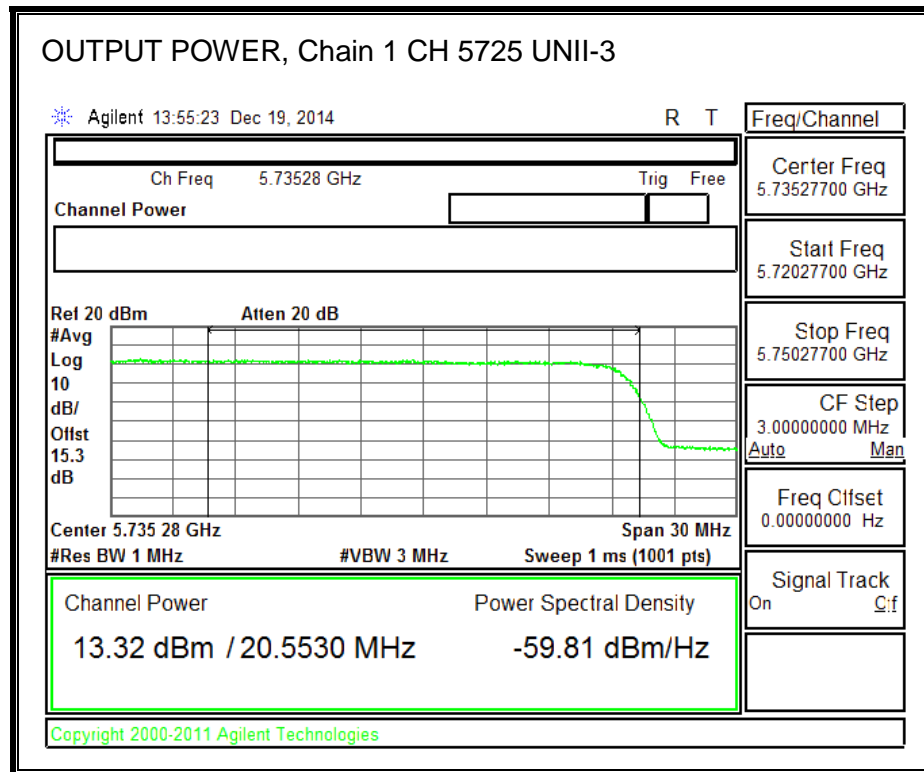 OUTPUT POWER, Chain 1 CH 5725 UNII-3
Agilent 13:55:23 Dec 19, 2014 R T
Freq/Channel
Ch Freq 5.73528 GHz Trig Free
Channel Power
Center Freq
5.73527700 GHz
Start Freq
5.72027700 GHz
Stop Freq
5.75027700 GHz
CF Step
3.00000000 MHz
Auto Man
Freq Offset
0.00000000 Hz
Signal Track
On Off
Ref 20 dBm Atten 20 dB
#Avg
Log
10
dB/
Offst
15.3
dB
Center 5.735 28 GHz Span 30 MHz
#Res BW 1 MHz #VBW 3 MHz Sweep 1 ms (1001 pts)
Channel Power Power Spectral Density
13.32 dBm / 20.5530 MHz -59.81 dBm/Hz
Copyright 2000-2011 Agilent Technologies